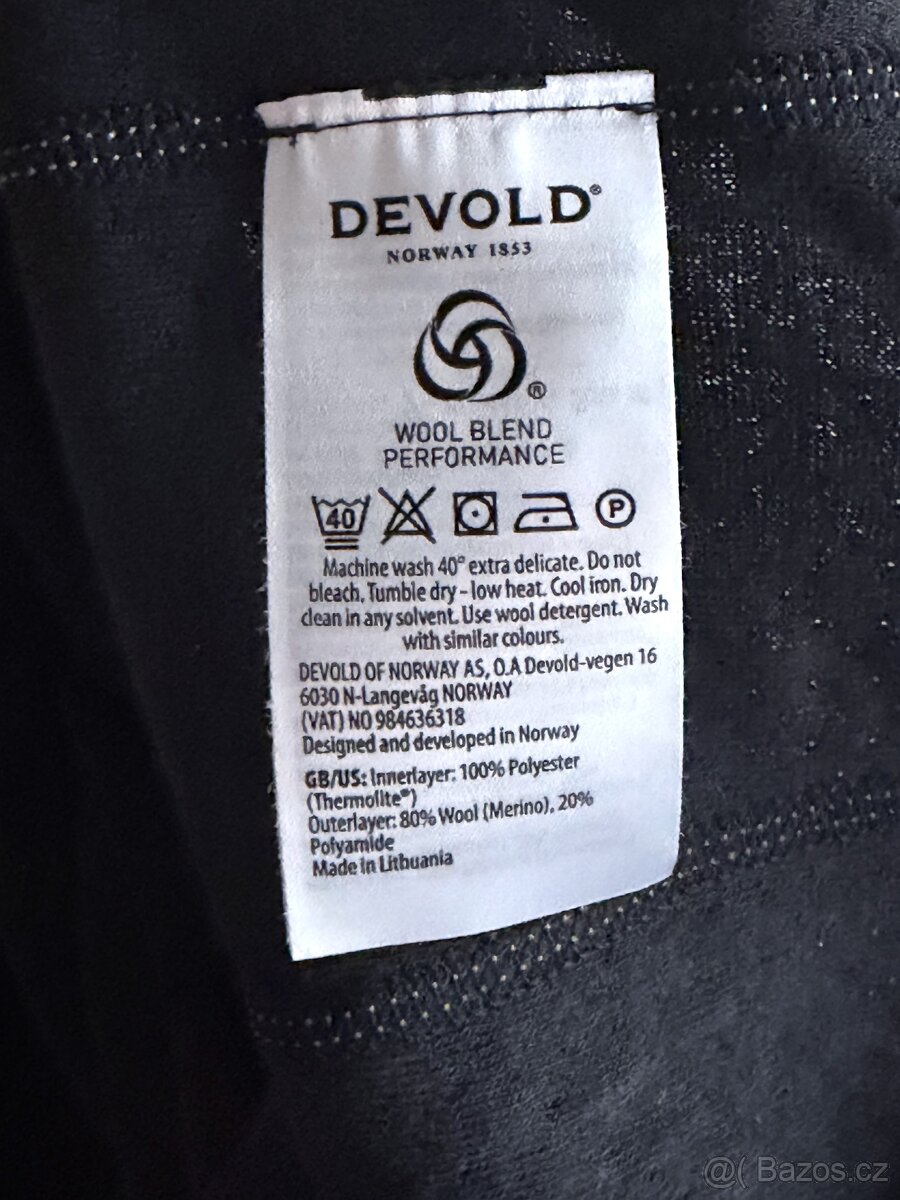 DEVOLD®
NORWAY 1853
®
WOOL BLEND
PERFORMANCE
40 P
Machine wash 40° extra delicate. Do not
bleach. Tumble dry – low heat. Cool iron. Dry
clean in any solvent. Use wool detergent. Wash
with similar colours.
DEVOLD OF NORWAY AS, O.A Devold-vegen 16
6030 N-Langevåg NORWAY
(VAT) NO 984636318
Designed and developed in Norway
GB/US: Innerlayer: 100% Polyester
(Thermolite®)
Outerlayer: 80% Wool (Merino), 20%
Polyamide
Made in Lithuania
@( Bazos.cz